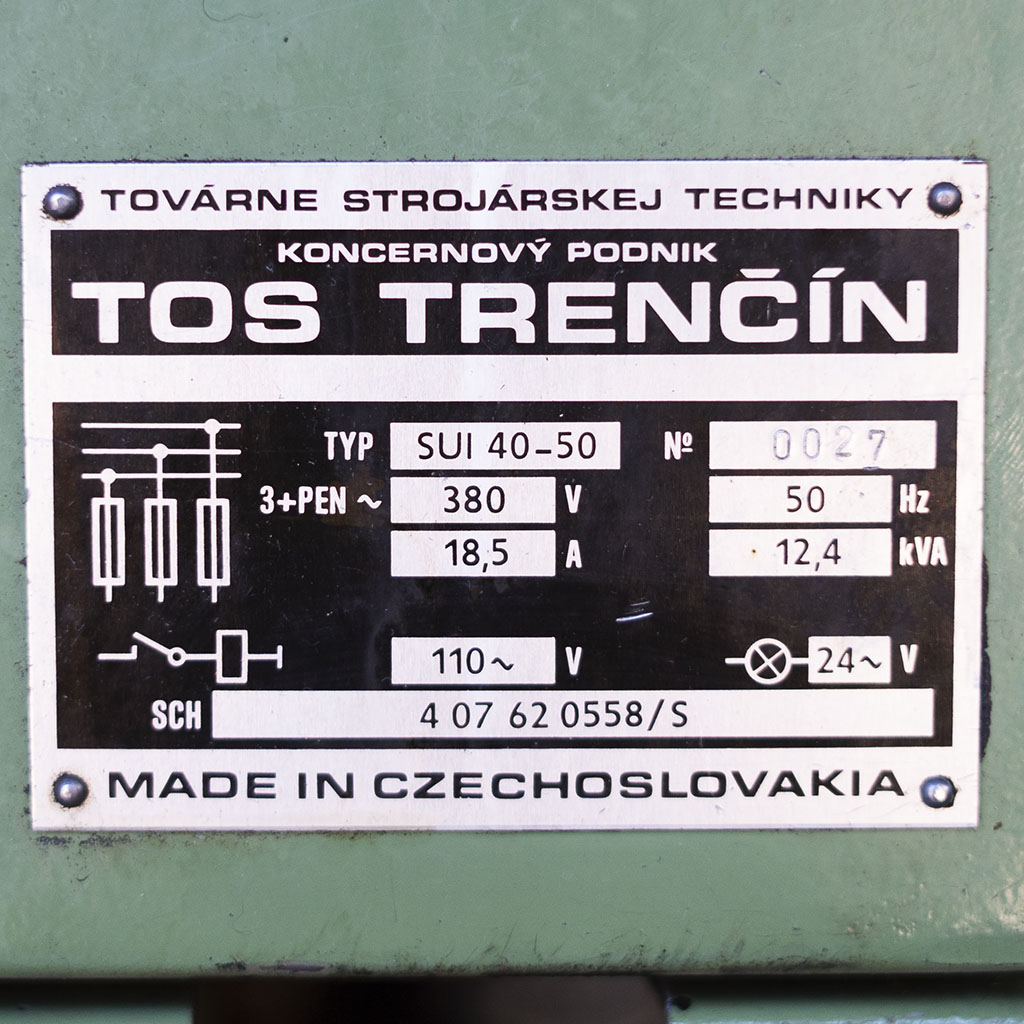 TOVÁRNE STROJÁRSKEJ TECHNIKY
KONCERNOVÝ PODNIK
TOS TRENČÍN
TYP SUI 40-50 Nº 0027
3+PEN ~ 380 V 50 Hz
18,5 A 12,4 kVA
110~ V 24~ V
SCH 4 07 62 0558/S
MADE IN CZECHOSLOVAKIA